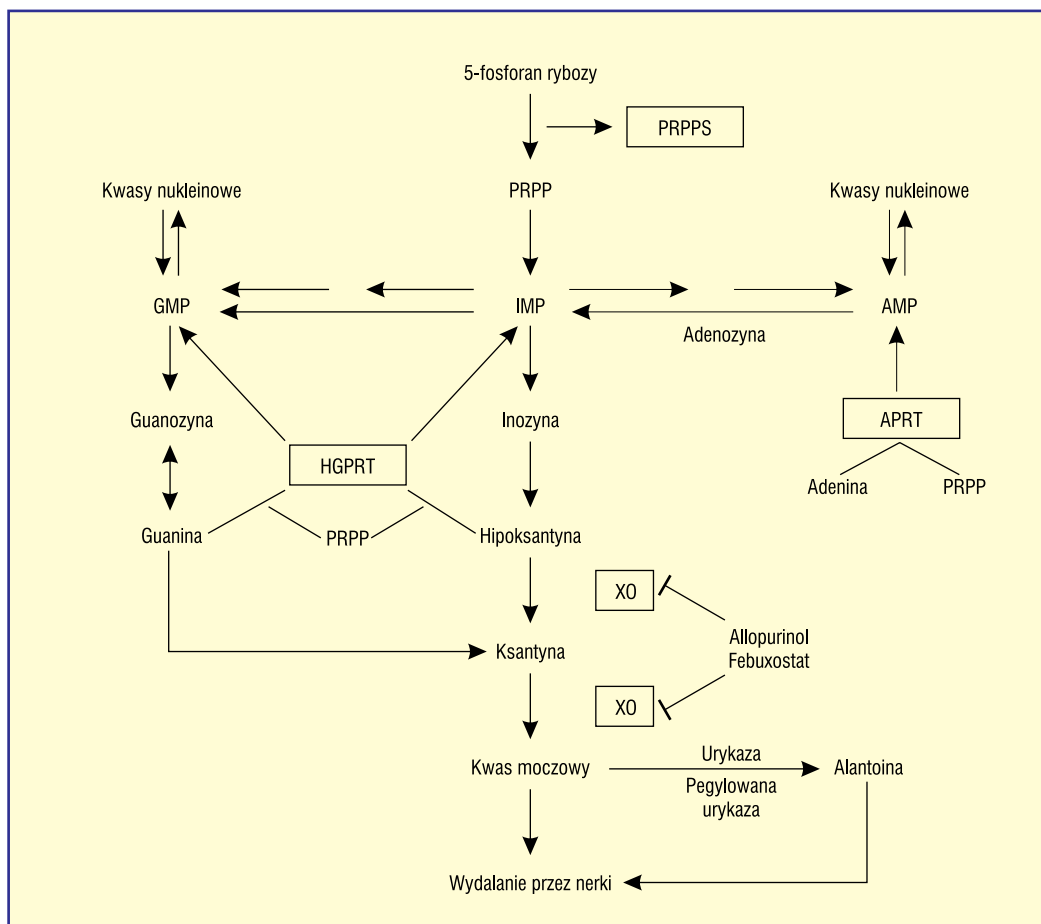 5-fosforan rybozy
PRPPS
Kwasy nukleinowe
PRPP
Kwasy nukleinowe
GMP
IMP
AMP
Adenozyna
Guanozyna
Inozyna
APRT
HGPRT
Adenina
PRPP
Guanina
PRPP
Hipoksantyna
XO
Allopurinol
Febuxostat
Ksantyna
XO
Kwas moczowy
Urykaza
Pegylowana
urykaza
Alantoina
Wydalanie przez nerki